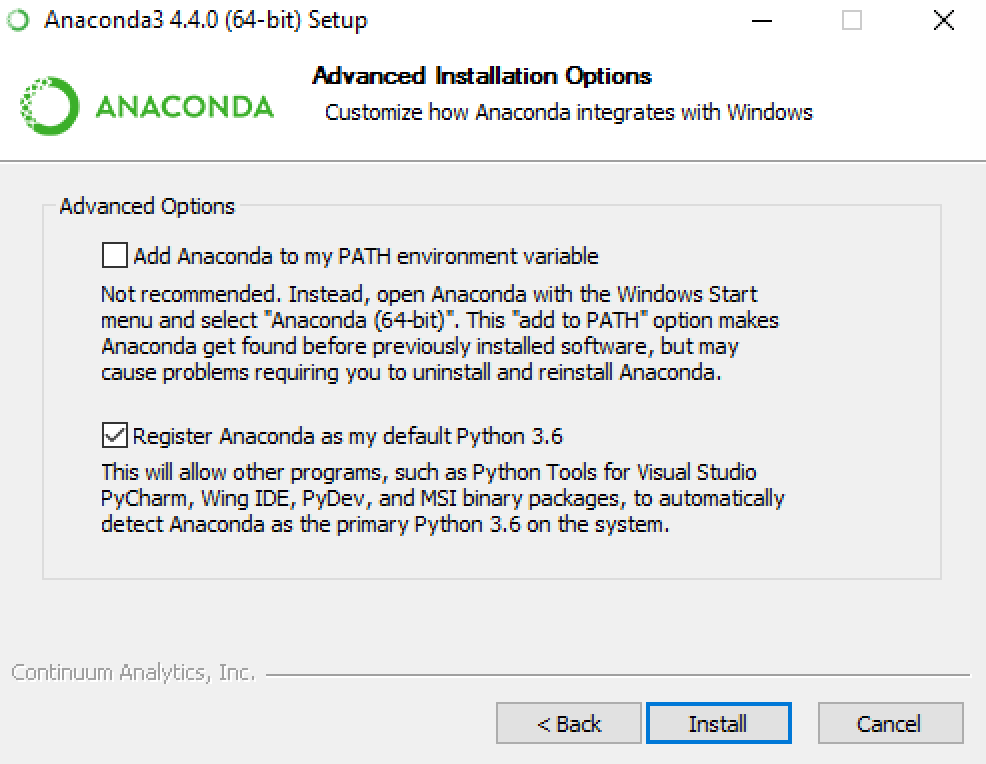 Anaconda3 4.4.0 (64-bit) Setup
Advanced Installation Options
ANACONDA
Customize how Anaconda integrates with Windows
Advanced Options
Add Anaconda to my PATH environment variable
Not recommended. Instead, open Anaconda with the Windows Start
menu and select "Anaconda (64-bit)". This "add to PATH" option makes
Anaconda get found before previously installed software, but may
cause problems requiring you to uninstall and reinstall Anaconda.
Register Anaconda as my default Python 3.6
This will allow other programs, such as Python Tools for Visual Studio
PyCharm, Wing IDE, PyDev, and MSI binary packages, to automatically
detect Anaconda as the primary Python 3.6 on the system.
Continuum Analytics, Inc.
< Back
Install
Cancel